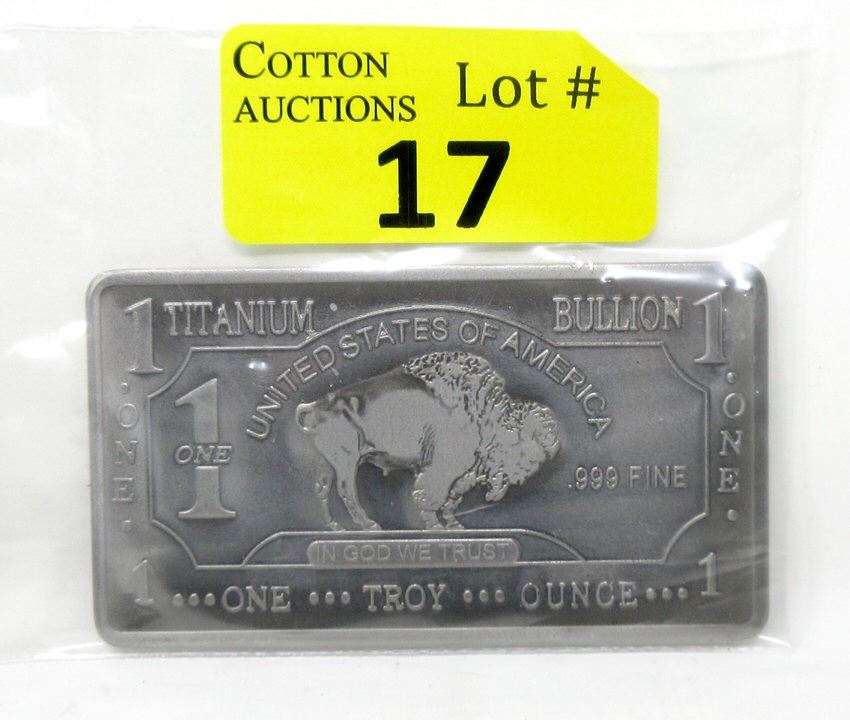 COTTON
AUCTIONS
Lot #
17
1 TITANIUM BULLION 1
UNITED STATES OF AMERICA
ONE
1
ONE
ONE
.999 FINE
IN GOD WE TRUST
1 ONE ... TROY ... OUNCE 1